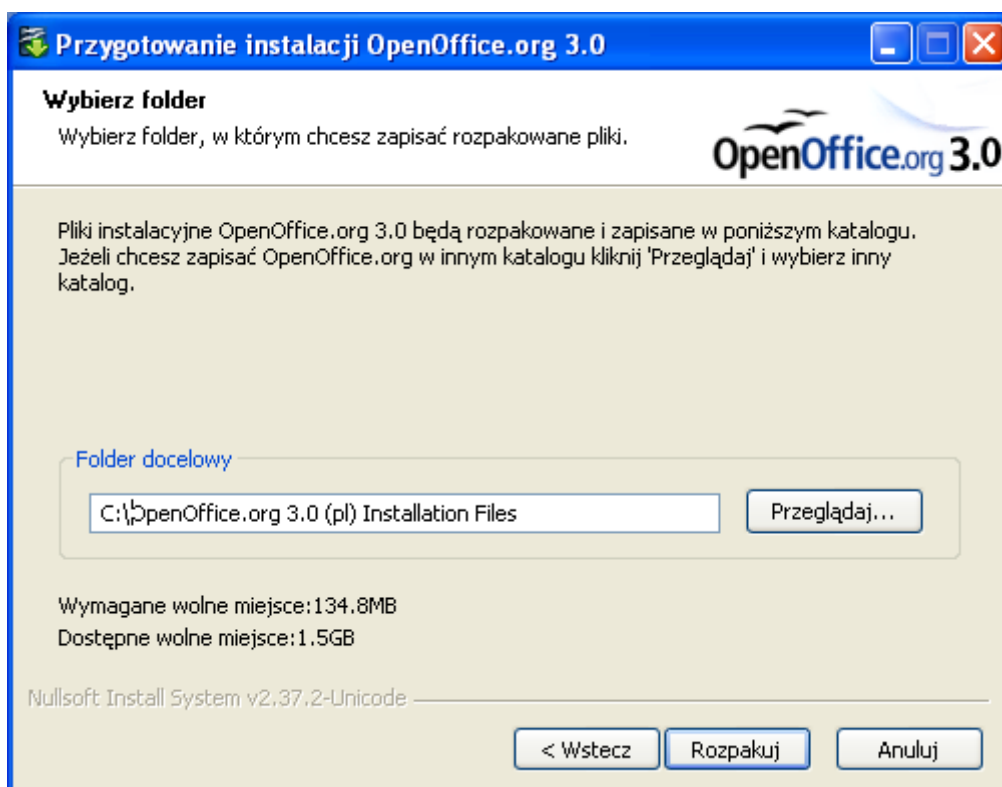 Przygotowanie instalacji OpenOffice.org 3.0
Wybierz folder
Wybierz folder, w którym chcesz zapisać rozpakowane pliki.
OpenOffice.org 3.0
Pliki instalacyjne OpenOffice.org 3.0 będą rozpakowane i zapisane w poniższym katalogu.
Jeżeli chcesz zapisać OpenOffice.org w innym katalogu kliknij 'Przeglądaj' i wybierz inny
katalog.
Folder docelowy
C:\OpenOffice.org 3.0 (pl) Installation Files
Przeglądaj...
Wymagane wolne miejsce:134.8MB
Dostępne wolne miejsce:1.5GB
Nullsoft Install System v2.37.2-Unicode
< Wstecz
Rozpakuj
Anuluj